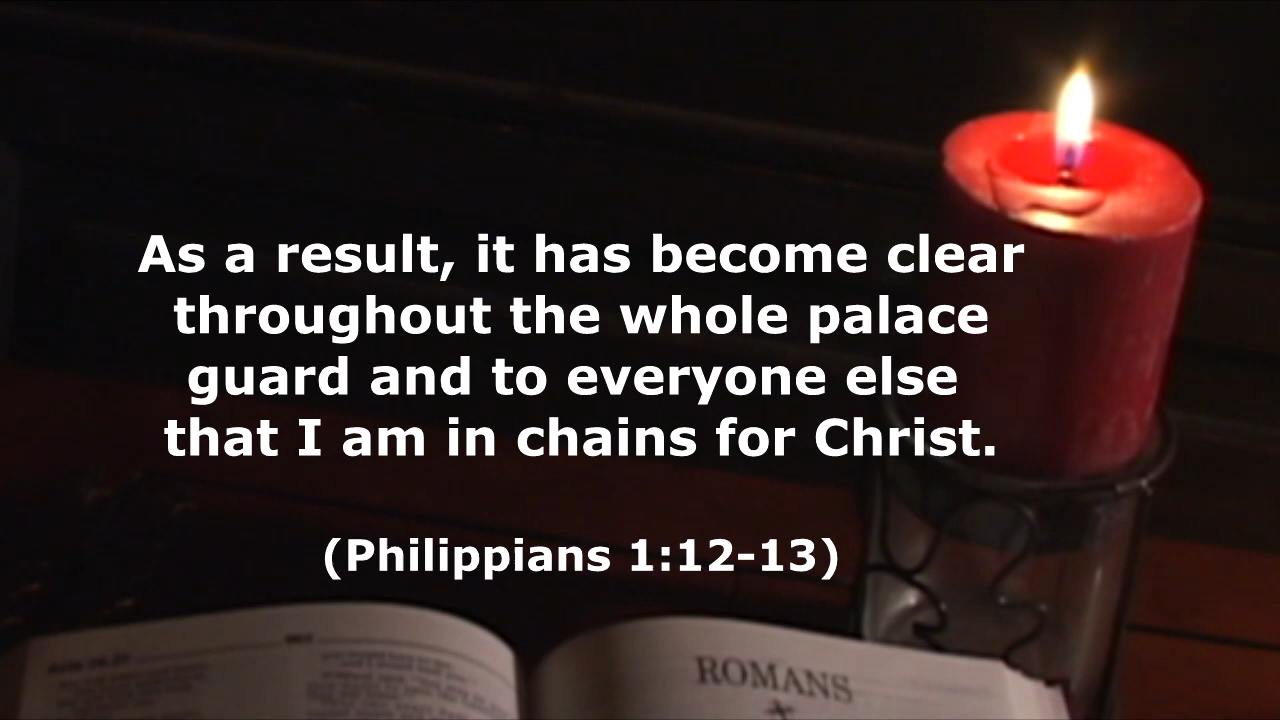 As a result, it has become clear
throughout the whole palace
guard and to everyone else
that I am in chains for Christ.
(Philippians 1:12-13)
ROMANS